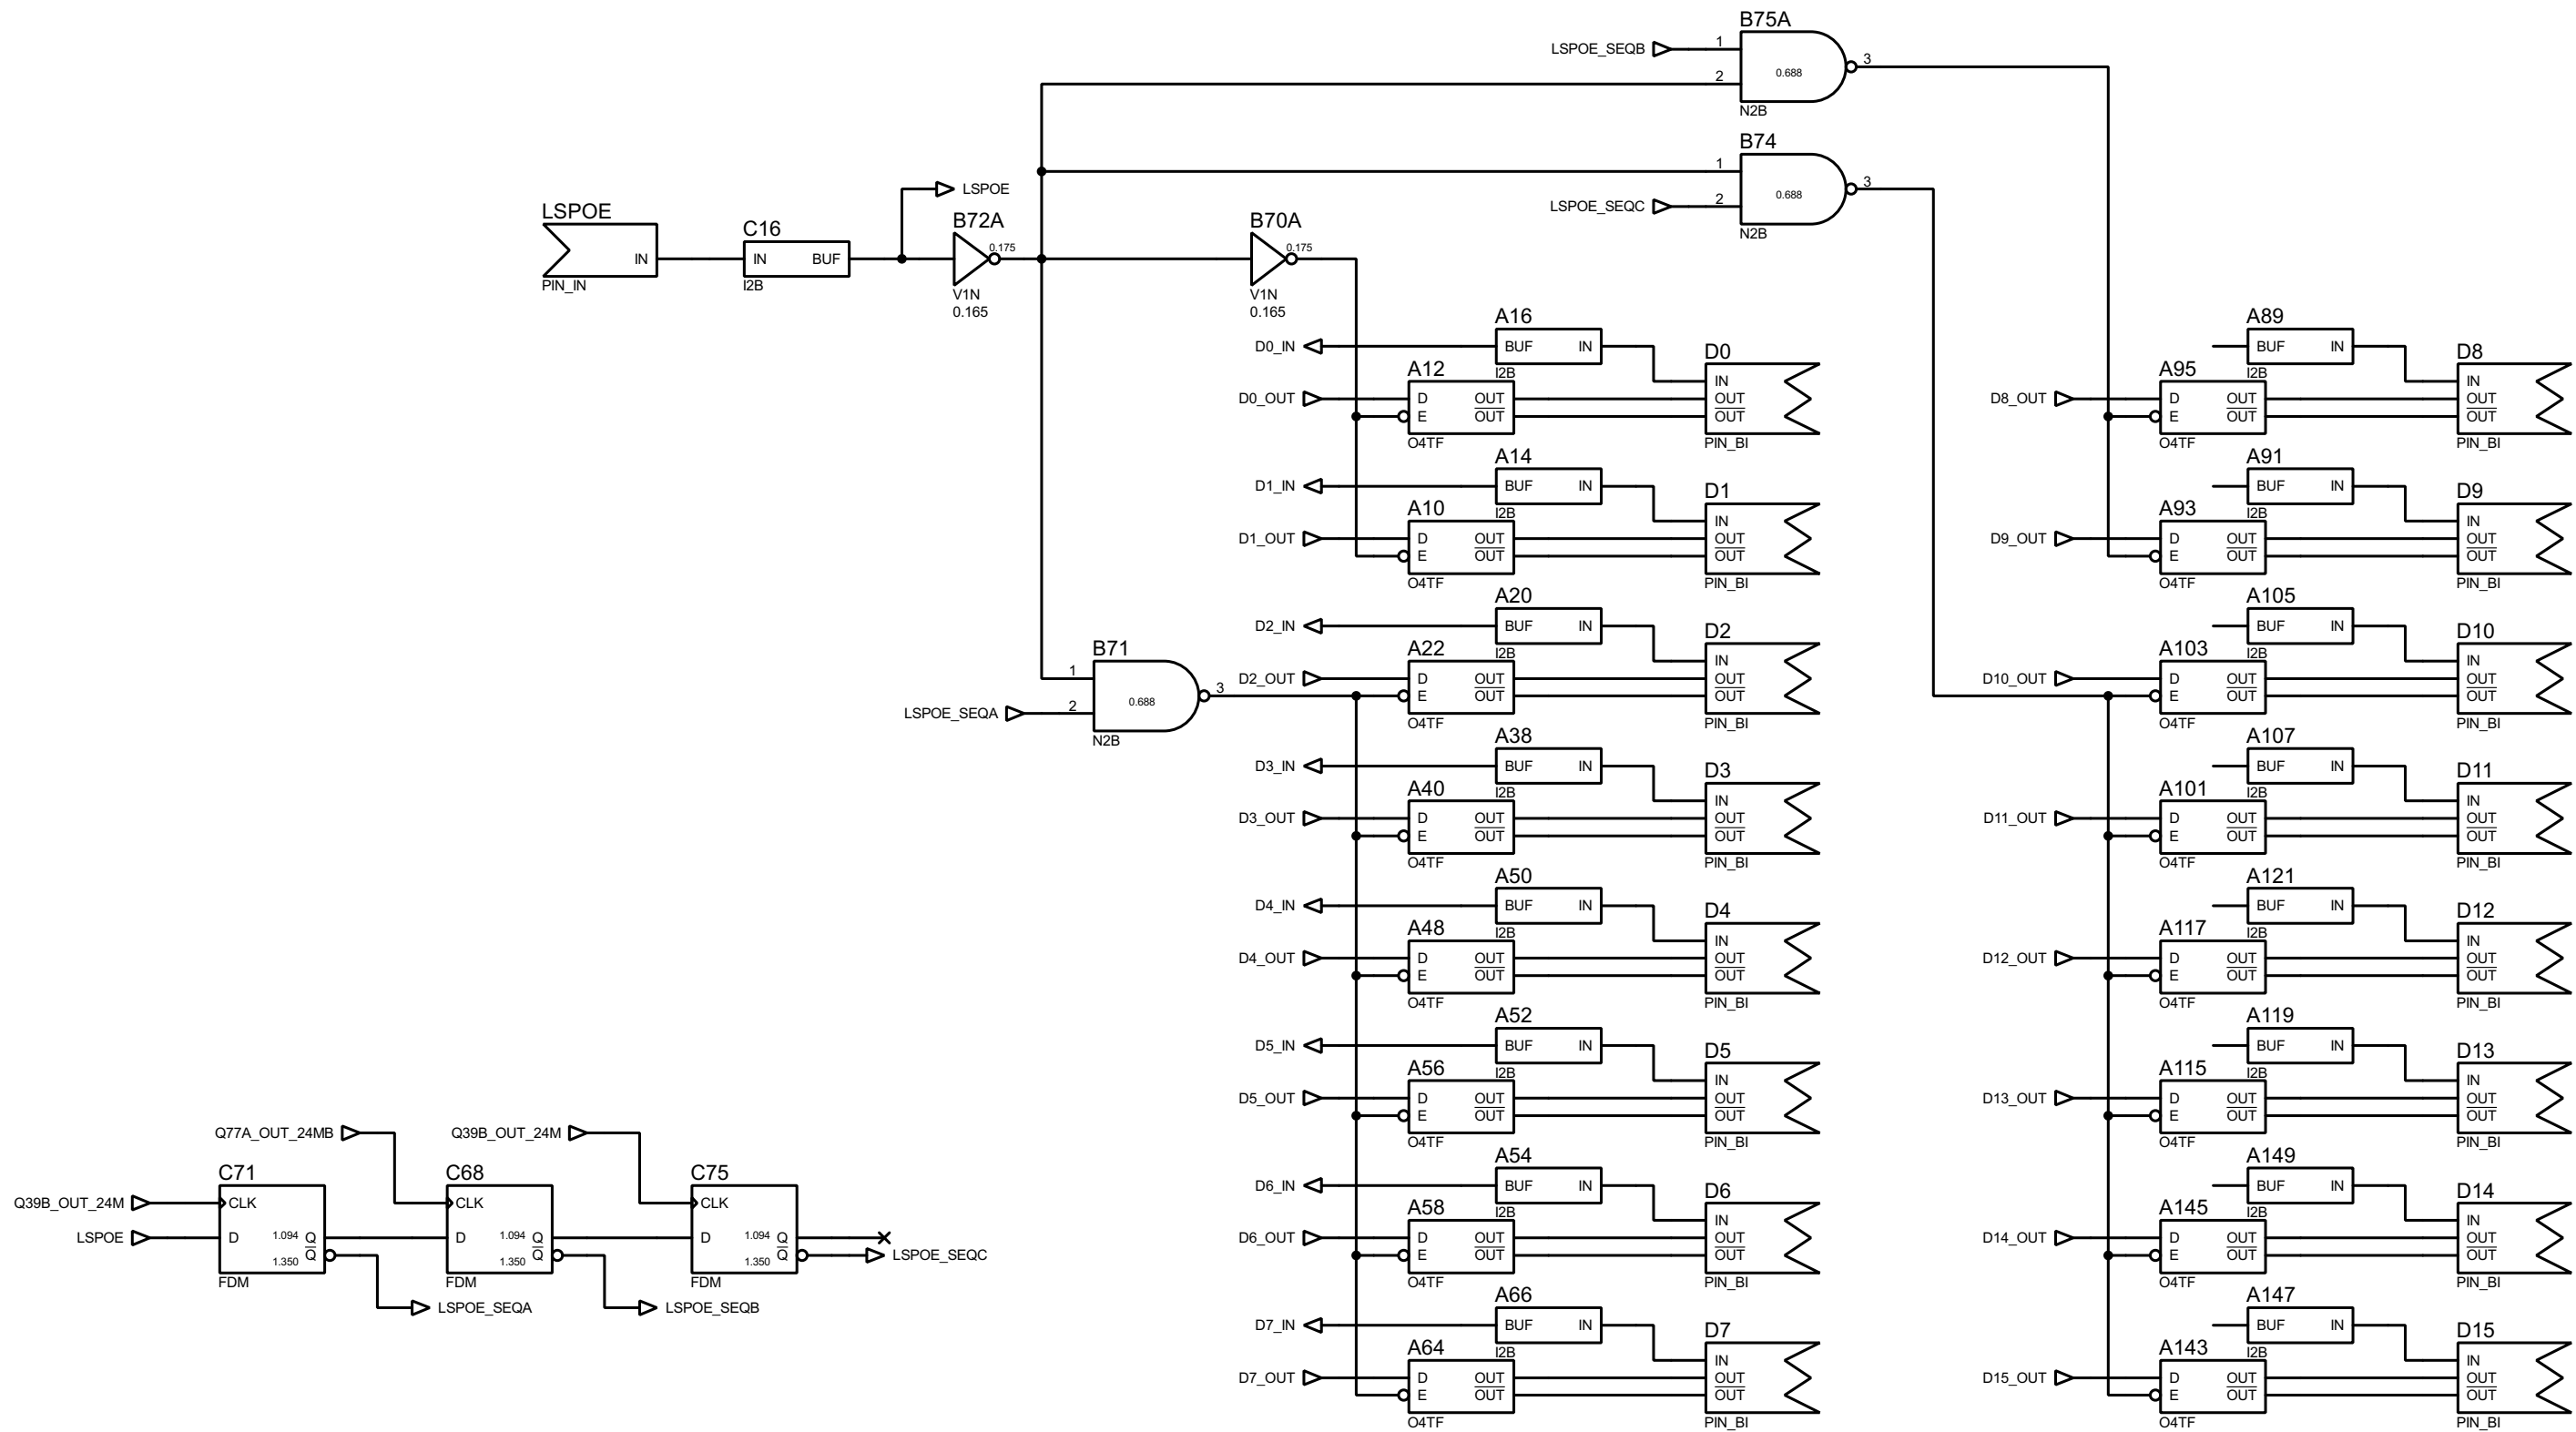 B75A
LSPOE_SEQB
1
2
3
0.688
N2B
B74
1
LSPOE_SEQC
2
3
0.688
N2B
LSPOE
IN
PIN_IN
C16
IN BUF
I2B
LSPOE
B72A
0.175
V1N
0.165
B70A
0.175
V1N
0.165
B71
1
LSPOE_SEQA
2
3
0.688
N2B
A16
D0_IN
BUF IN
I2B
A12
D0_OUT
D OUT
E OUT
O4TF
D0
IN
OUT
OUT
PIN_BI
A14
D1_IN
BUF IN
I2B
A10
D1_OUT
D OUT
E OUT
O4TF
D1
IN
OUT
OUT
PIN_BI
A20
D2_IN
BUF IN
I2B
A22
D2_OUT
D OUT
E OUT
O4TF
D2
IN
OUT
OUT
PIN_BI
A38
D3_IN
BUF IN
I2B
A40
D3_OUT
D OUT
E OUT
O4TF
D3
IN
OUT
OUT
PIN_BI
A50
D4_IN
BUF IN
I2B
A48
D4_OUT
D OUT
E OUT
O4TF
D4
IN
OUT
OUT
PIN_BI
A52
D5_IN
BUF IN
I2B
A56
D5_OUT
D OUT
E OUT
O4TF
D5
IN
OUT
OUT
PIN_BI
A54
D6_IN
BUF IN
I2B
A58
D6_OUT
D OUT
E OUT
O4TF
D6
IN
OUT
OUT
PIN_BI
A66
D7_IN
BUF IN
I2B
A64
D7_OUT
D OUT
E OUT
O4TF
D7
IN
OUT
OUT
PIN_BI
A89
BUF IN
I2B
A95
D8_OUT
D OUT
E OUT
O4TF
D8
IN
OUT
OUT
PIN_BI
A91
BUF IN
I2B
A93
D9_OUT
D OUT
E OUT
O4TF
D9
IN
OUT
OUT
PIN_BI
A105
BUF IN
I2B
A103
D10_OUT
D OUT
E OUT
O4TF
D10
IN
OUT
OUT
PIN_BI
A107
BUF IN
I2B
A101
D11_OUT
D OUT
E OUT
O4TF
D11
IN
OUT
OUT
PIN_BI
A121
BUF IN
I2B
A117
D12_OUT
D OUT
E OUT
O4TF
D12
IN
OUT
OUT
PIN_BI
A119
BUF IN
I2B
A115
D13_OUT
D OUT
E OUT
O4TF
D13
IN
OUT
OUT
PIN_BI
A149
BUF IN
I2B
A145
D14_OUT
D OUT
E OUT
O4TF
D14
IN
OUT
OUT
PIN_BI
A147
BUF IN
I2B
A143
D15_OUT
D OUT
E OUT
O4TF
D15
IN
OUT
OUT
PIN_BI
C71
Q39B_OUT_24M
CLK
LSPOE
D 1.094 Q
1.350 Q
FDM
LSPOE_SEQA
Q77A_OUT_24MB
C68
CLK
D 1.094 Q
1.350 Q
FDM
LSPOE_SEQB
Q39B_OUT_24M
C75
CLK
D 1.094 Q
1.350 Q
FDM
LSPOE_SEQC